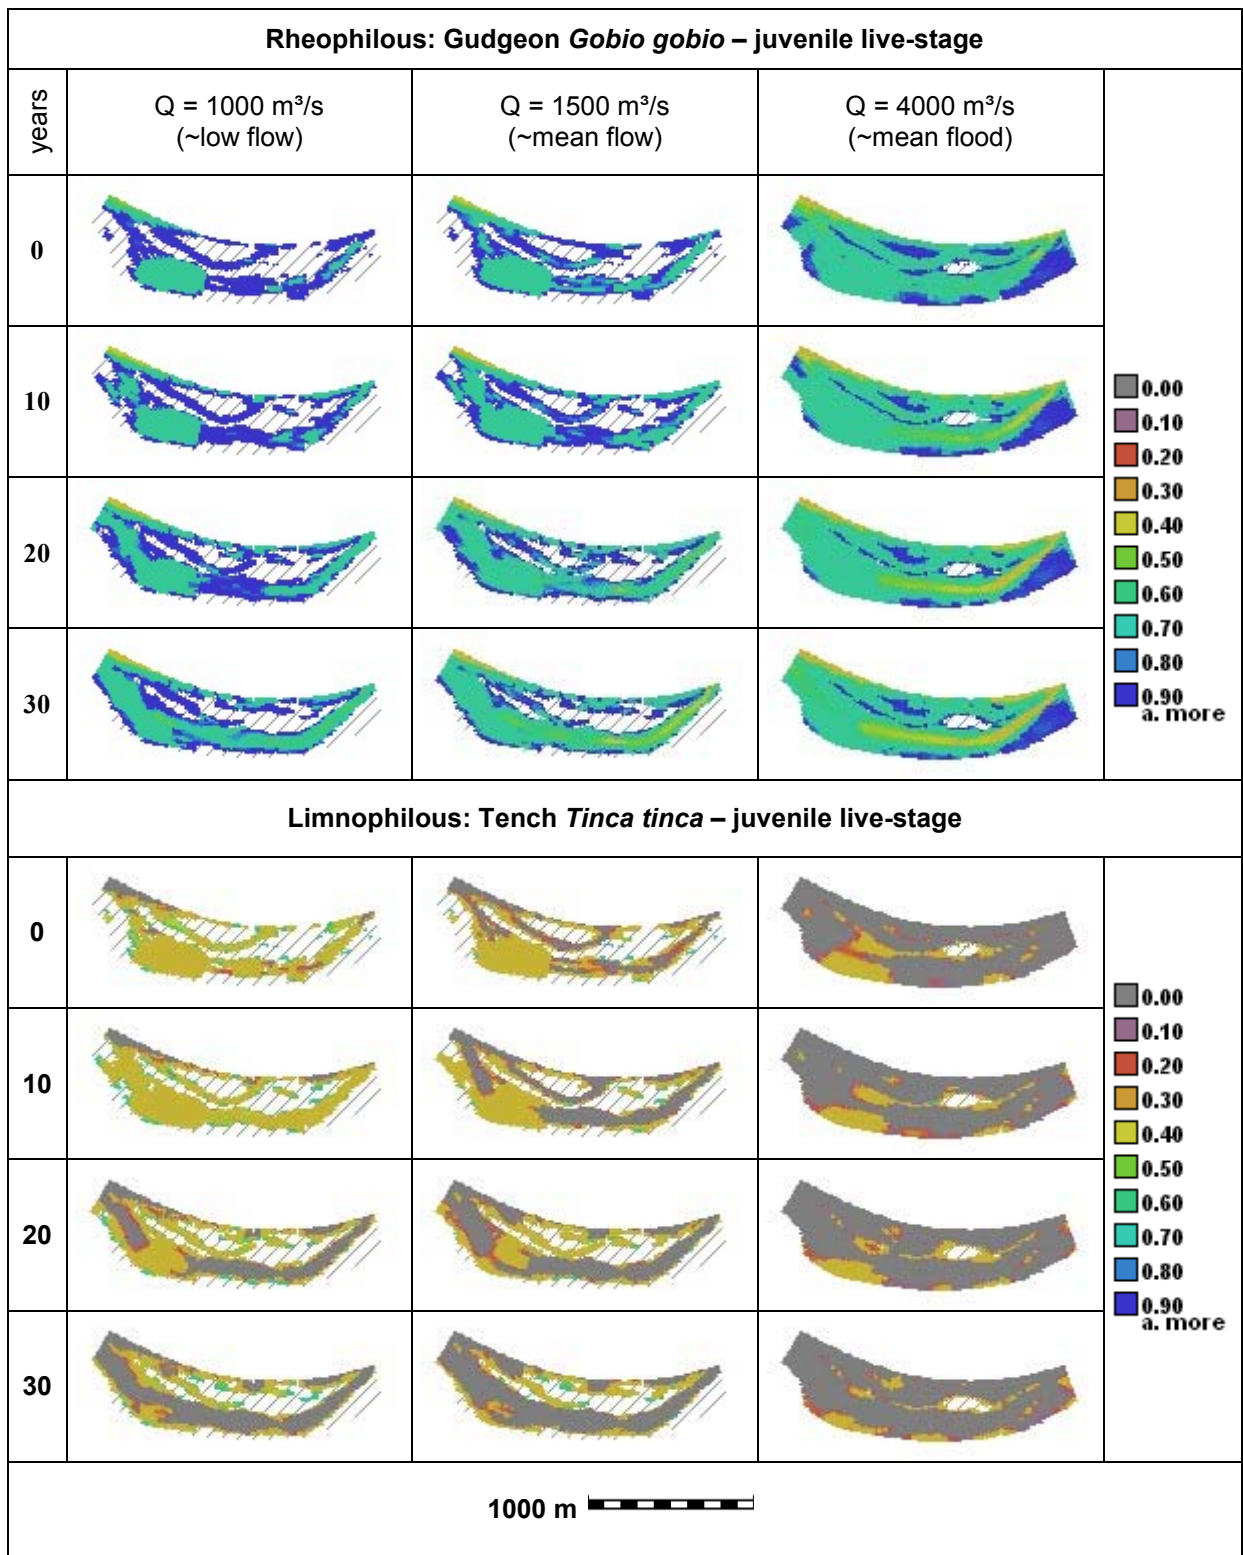 Rheophilous: Gudgeon Gobio gobio – juvenile live-stage
years
Q = 1000 m³/s
(~low flow)
Q = 1500 m³/s
(~mean flow)
Q = 4000 m³/s
(~mean flood)
0
10
20
30
0.00
0.10
0.20
0.30
0.40
0.50
0.60
0.70
0.80
0.90
a. more
Limnophilous: Tench Tinca tinca – juvenile live-stage
0
10
20
30
0.00
0.10
0.20
0.30
0.40
0.50
0.60
0.70
0.80
0.90
a. more
1000 m